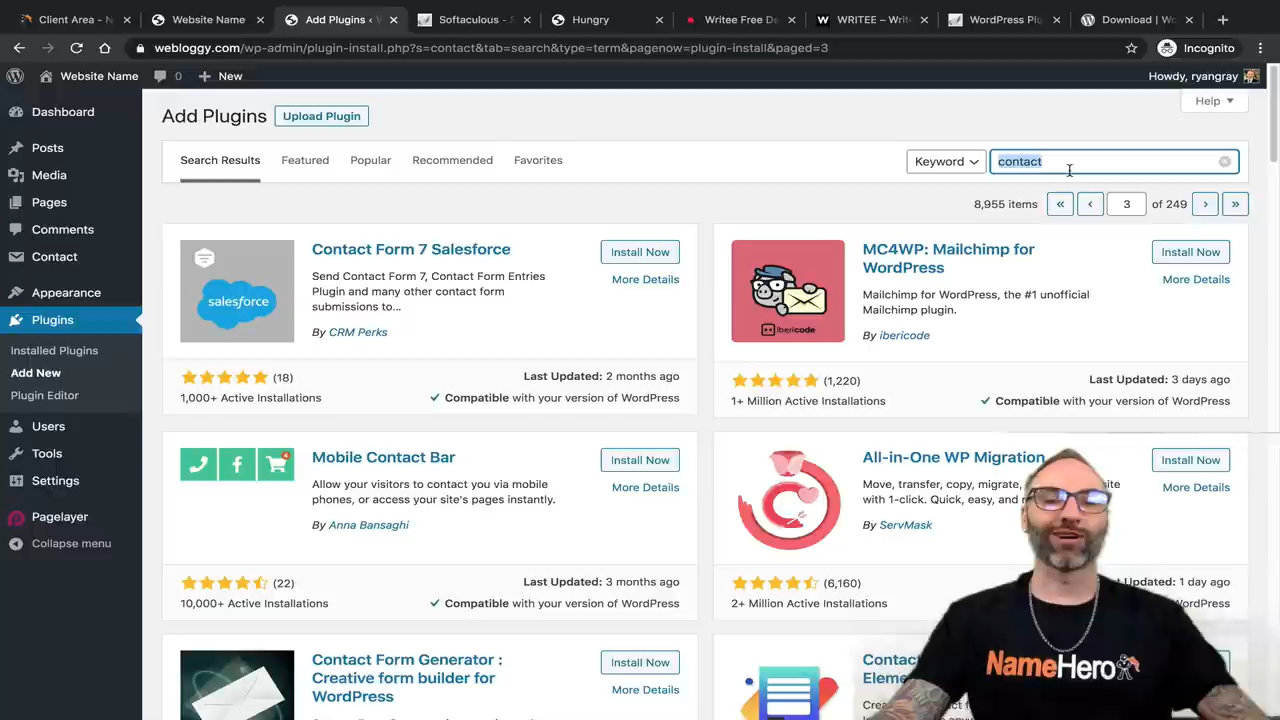 Client Area - N
Website Name
Add Plugins ‹ W
Softaculous - S
Hungry
Writee Free De
WRITEE – Writ
WordPress Plu
Download | Wo
webloggy.com/wp-admin/plugin-install.php?s=contact&tab=search&type=term&pagenow=plugin-install&paged=3
Incognito
Website Name
0
New
Howdy, ryangray
Dashboard
Posts
Media
Pages
Comments
Contact
Appearance
Plugins
Installed Plugins
Add New
Plugin Editor
Users
Tools
Settings
Pagelayer
Collapse menu
Add Plugins
Upload Plugin
Help
Search Results
Featured
Popular
Recommended
Favorites
Keyword
contact
8,955 items « ‹ 3 of 249 › »
Contact Form 7 Salesforce
Install Now
More Details
salesforce
Send Contact Form 7, Contact Form Entries
Plugin and many other contact form
submissions to...
By CRM Perks
(18)
Last Updated: 2 months ago
1,000+ Active Installations
Compatible with your version of WordPress
MC4WP: Mailchimp for
WordPress
Install Now
More Details
ibericode
Mailchimp for WordPress, the #1 unofficial
Mailchimp plugin.
By ibericode
(1,220)
Last Updated: 3 days ago
1+ Million Active Installations
Compatible with your version of WordPress
Mobile Contact Bar
Install Now
More Details
4
Allow your visitors to contact you via mobile
phones, or access your site's pages instantly.
By Anna Bansaghi
(22)
Last Updated: 3 months ago
10,000+ Active Installations
Compatible with your version of WordPress
All-in-One WP Migration
Install Now
More Details
Move, transfer, copy, migrate,
site
with 1-click. Quick, easy, and
By ServMask
(6,160)
Updated: 1 day ago
2+ Million Active Installations
WordPress
Contact Form Generator :
Creative form builder for
WordPress
Install Now
More Details
Contac
Eleme
NameHero